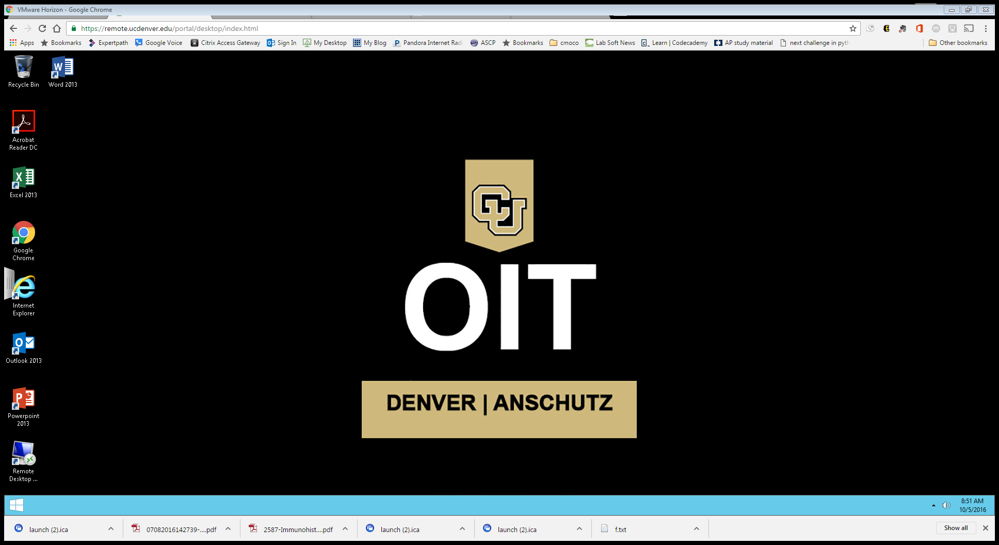 VMware Horizon - Google Chrome
https://remote.ucdenver.edu/portal/desktop/index.html
Apps Bookmarks Expertpath Google Voice Citrix Access Gateway Sign In My Desktop My Blog Pandora Internet Radi ASCP Bookmarks cmoco Lab Soft News Learn | Codecademy AP study material next challenge in pyth Other bookmarks
Recycle Bin
Word 2013
Acrobat
Reader DC
Excel 2013
Google
Chrome
Internet
Explorer
Outlook 2013
Powerpoint
2013
Remote
Desktop ...
CU
OIT
DENVER | ANSCHUTZ
8:51 AM
10/5/2016
launch (2).ica 07082016142739-....pdf 2587-Immunohist....pdf launch (2).ica launch (2).ica f.txt Show all